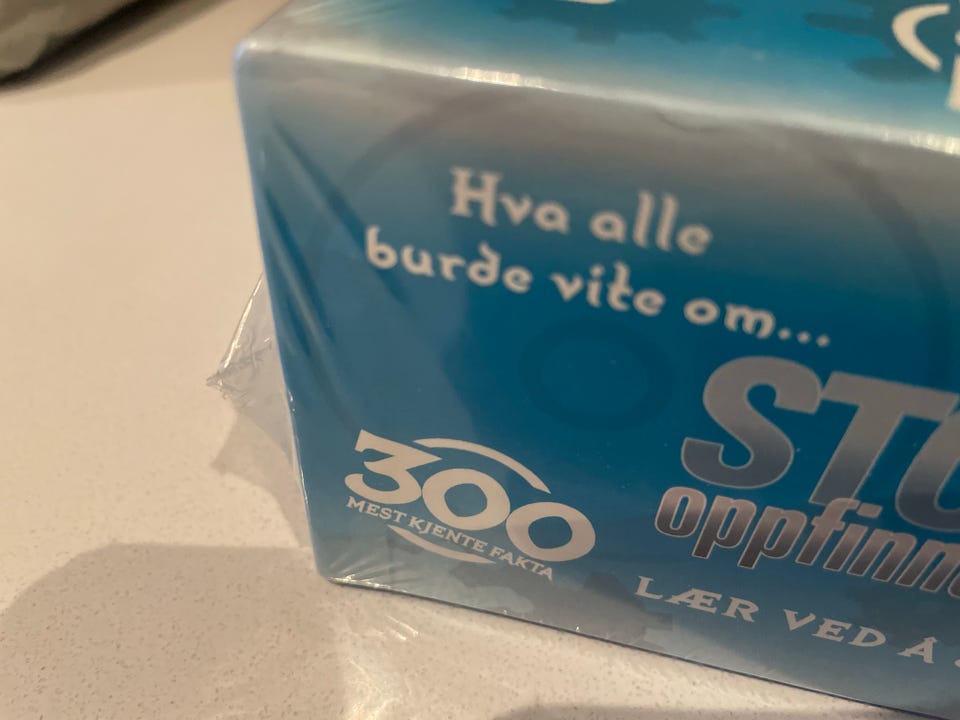 Hva alle
burde vite om...
300
MEST KJENTE FAKTA
LÆR VED Å